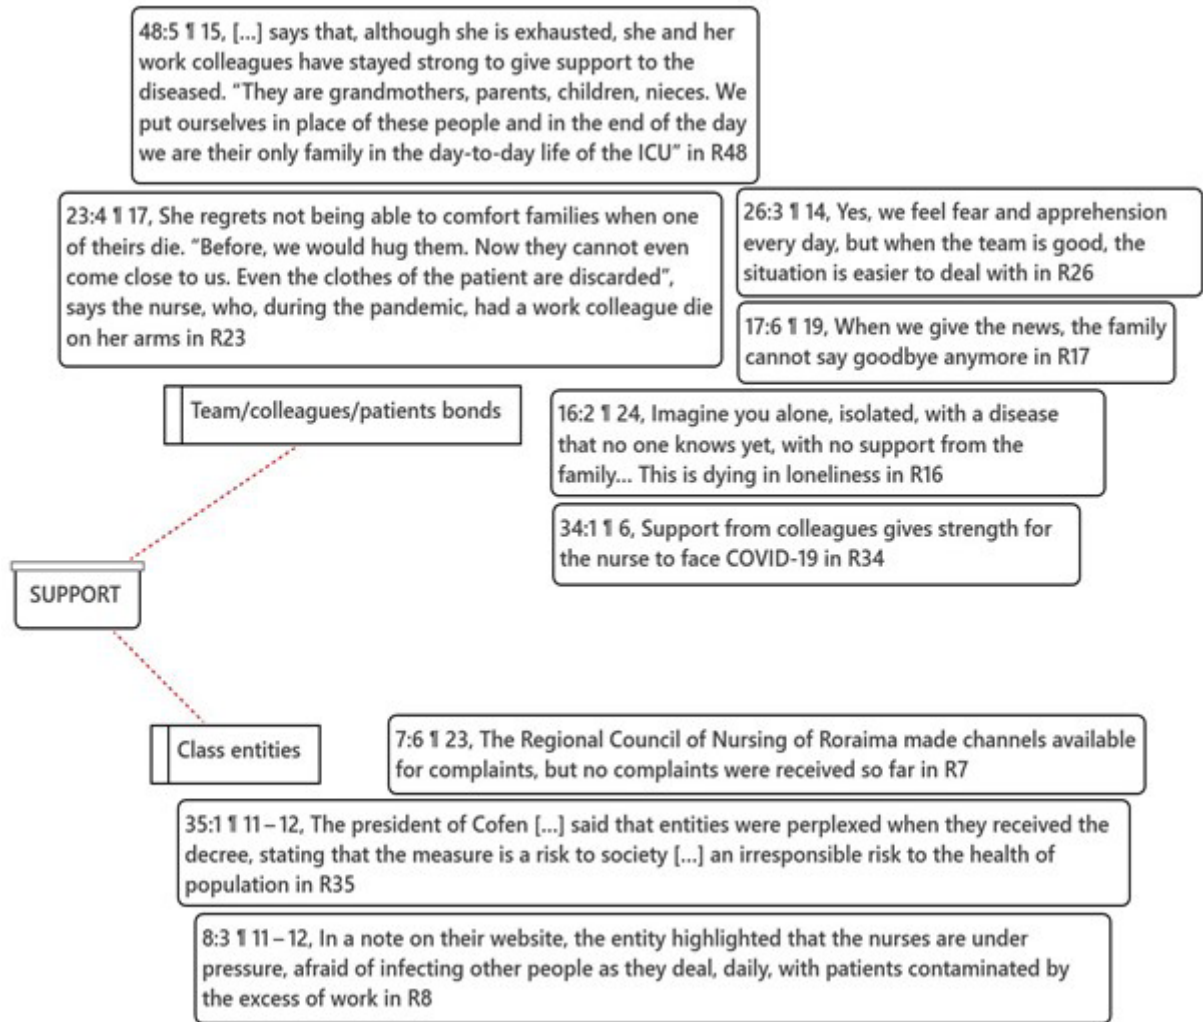 48:5 ¶ 15, [...] says that, although she is exhausted, she and her
work colleagues have stayed strong to give support to the
diseased. “They are grandmothers, parents, children, nieces. We
put ourselves in place of these people and in the end of the day
we are their only family in the day-to-day life of the ICU” in R48
23:4 ¶ 17, She regrets not being able to comfort families when one
of theirs die. “Before, we would hug them. Now they cannot even
come close to us. Even the clothes of the patient are discarded”,
says the nurse, who, during the pandemic, had a work colleague die
on her arms in R23
26:3 ¶ 14, Yes, we feel fear and apprehension
every day, but when the team is good, the
situation is easier to deal with in R26
17:6 ¶ 19, When we give the news, the family
cannot say goodbye anymore in R17
Team/colleagues/patients bonds
16:2 ¶ 24, Imagine you alone, isolated, with a disease
that no one knows yet, with no support from the
family... This is dying in loneliness in R16
34:1 ¶ 6, Support from colleagues gives strength for
the nurse to face COVID-19 in R34
SUPPORT
Class entities
7:6 ¶ 23, The Regional Council of Nursing of Roraima made channels available
for complaints, but no complaints were received so far in R7
35:1 ¶ 11 – 12, The president of Cofen [...] said that entities were perplexed when they received the
decree, stating that the measure is a risk to society [...] an irresponsible risk to the health of
population in R35
8:3 ¶ 11 – 12, In a note on their website, the entity highlighted that the nurses are under
pressure, afraid of infecting other people as they deal, daily, with patients contaminated by
the excess of work in R8